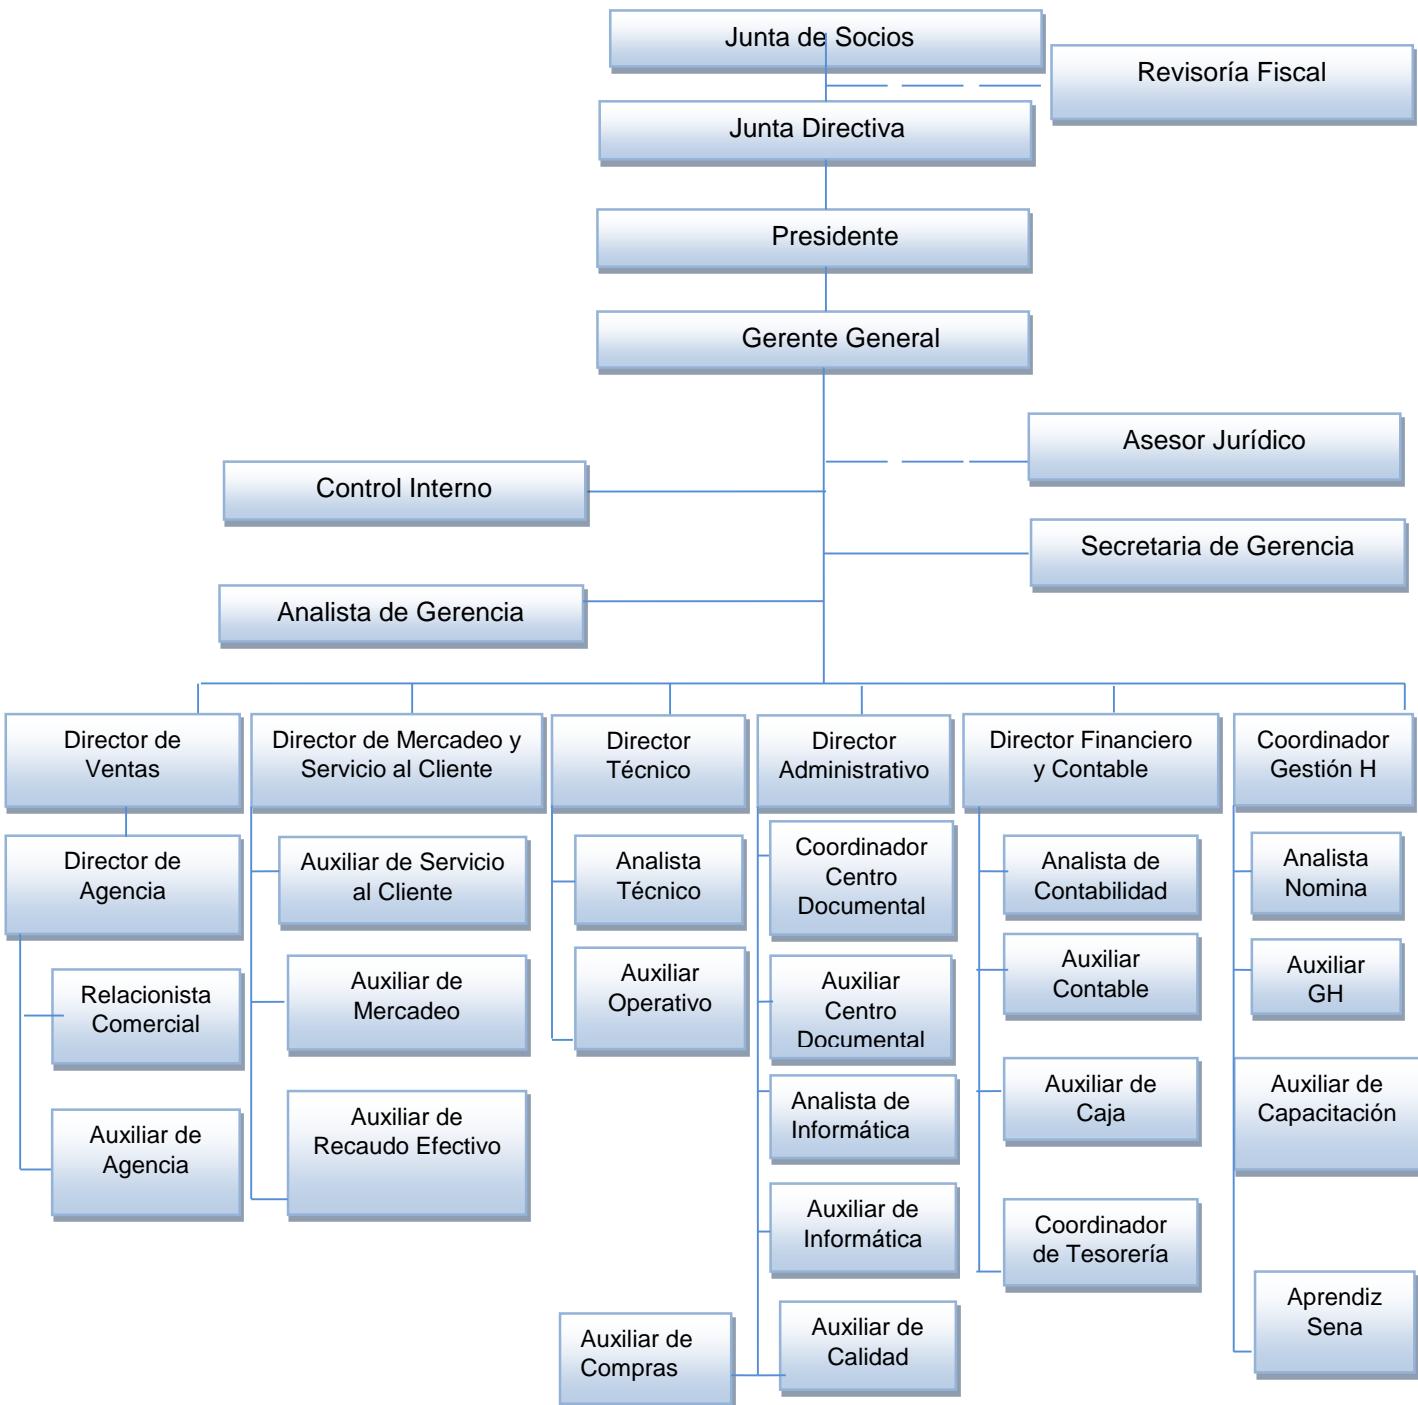 Junta de Socios
Revisoría Fiscal
Junta Directiva
Presidente
Gerente General
Asesor Jurídico
Control Interno
Secretaria de Gerencia
Analista de Gerencia
Director de
Ventas
Director de Mercadeo y
Servicio al Cliente
Director
Técnico
Director
Administrativo
Director Financiero
y Contable
Coordinador
Gestión H
Director de
Agencia
Relacionista
Comercial
Auxiliar de
Agencia
Auxiliar de Servicio
al Cliente
Auxiliar de
Mercadeo
Auxiliar de
Recaudo Efectivo
Analista
Técnico
Auxiliar
Operativo
Coordinador
Centro
Documental
Auxiliar
Centro
Documental
Analista de
Informática
Auxiliar de
Informática
Auxiliar de
Compras
Auxiliar de
Calidad
Analista de
Contabilidad
Auxiliar
Contable
Auxiliar de
Caja
Coordinador
de Tesorería
Analista
Nomina
Auxiliar
GH
Auxiliar de
Capacitación
Aprendiz
Sena